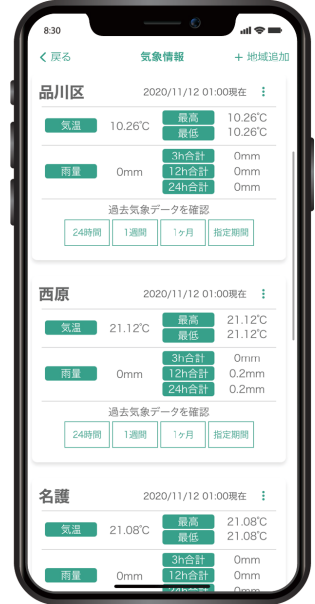 8:30
戻る 気象情報 + 地域追加
品川区 2020/11/12 01:00現在
気温 10.26℃ 最高 10.26℃
最低 10.26℃
3h合計 0mm
雨量 0mm 12h合計 0mm
24h合計 0mm
過去気象データを確認
24時間 1週間 1ヶ月 指定期間
西原 2020/11/12 01:00現在
気温 21.12℃ 最高 21.12℃
最低 21.12℃
3h合計 0mm
雨量 0mm 12h合計 0.2mm
24h合計 0.2mm
過去気象データを確認
24時間 1週間 1ヶ月 指定期間
名護 2020/11/12 01:00現在
気温 21.08℃ 最高 21.08℃
最低 21.08℃
3h合計 0mm
雨量 0mm 12h合計 0mm
24h合計 0mm